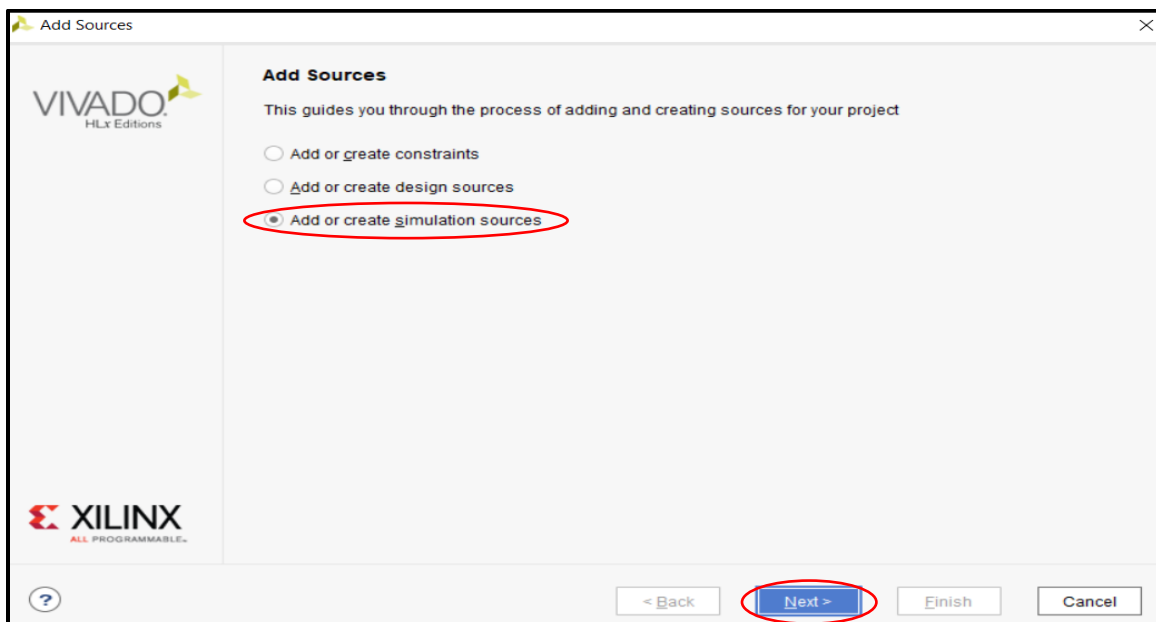 Add Sources
VIVADO
HLx Editions
Add Sources
This guides you through the process of adding and creating sources for your project
Add or create constraints
Add or create design sources
Add or create simulation sources
XILINX
ALL PROGRAMMABLE™
?
< Back
Next >
Finish
Cancel